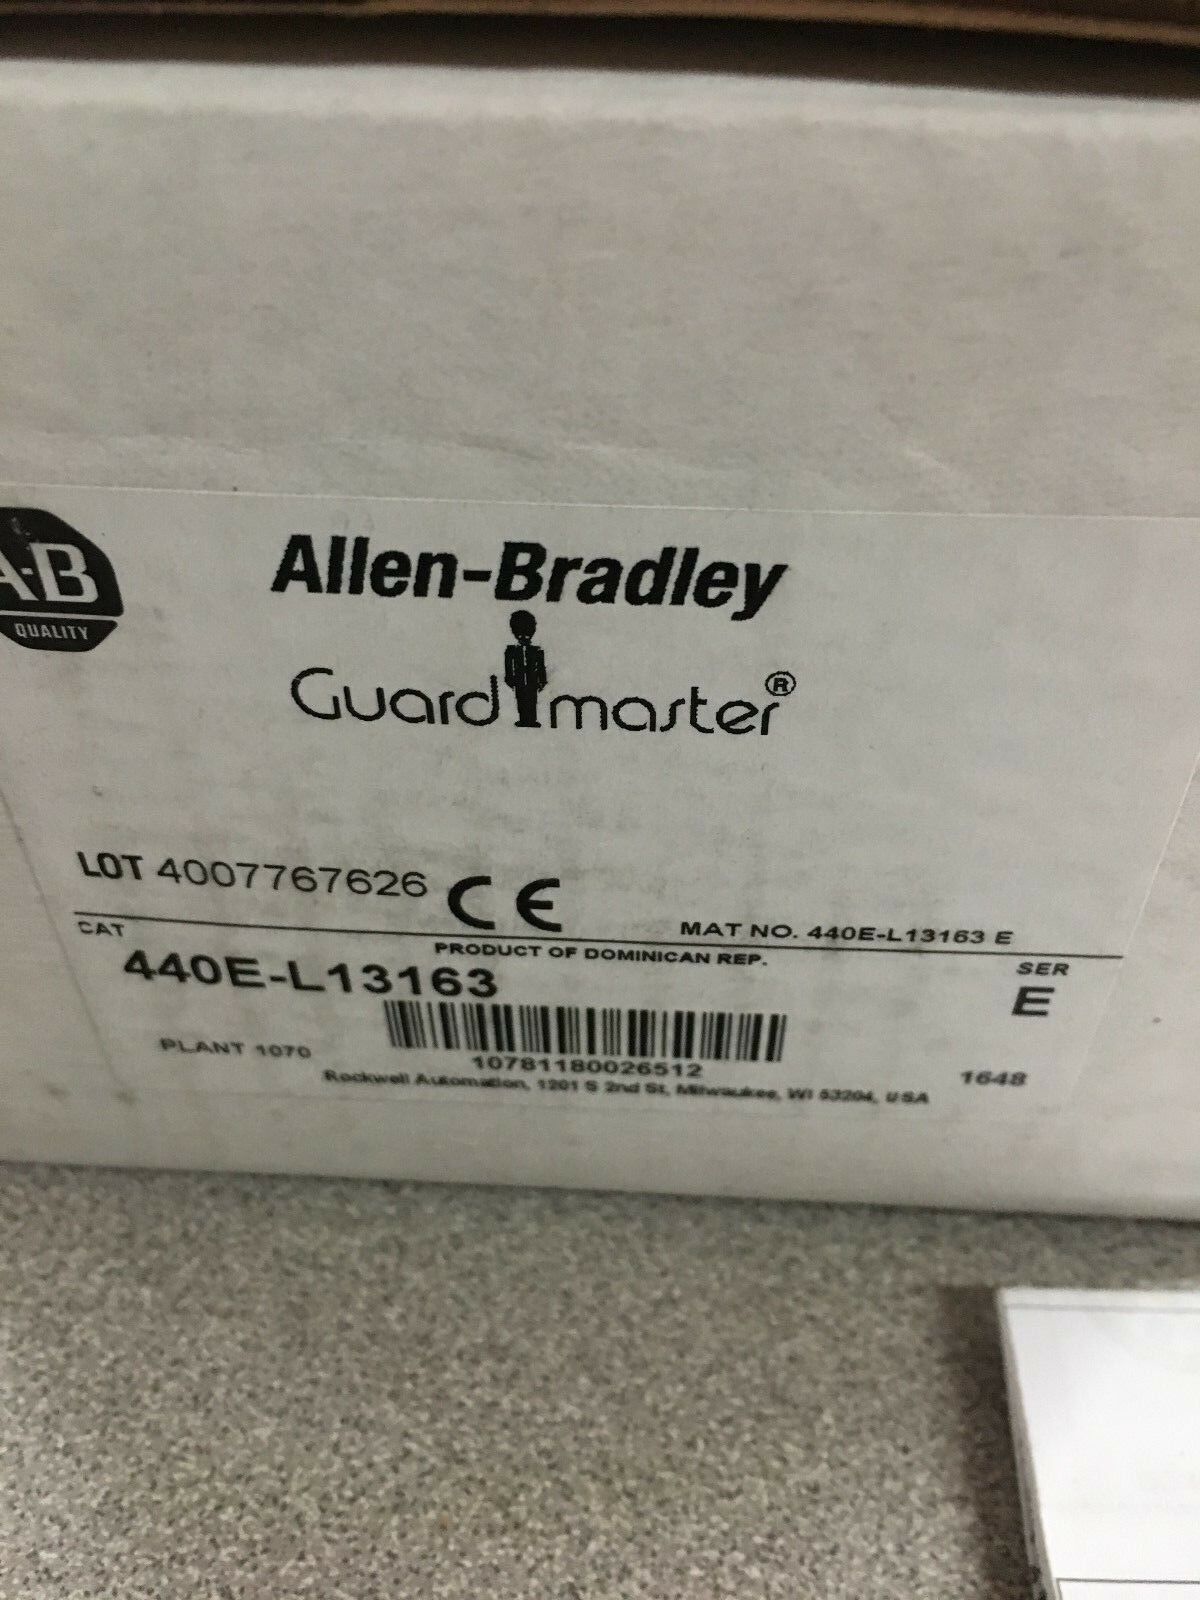 A-B
QUALITY
Allen-Bradley
Guardmaster®
LOT 4007767626 CE
MAT NO. 440E-L13163 E
CAT
PRODUCT OF DOMINICAN REP.
440E-L13163
SER
E
PLANT 1070
10781180026512
1648
Rockwell Automation, 1201 S 2nd St, Milwaukee, WI 53204, USA